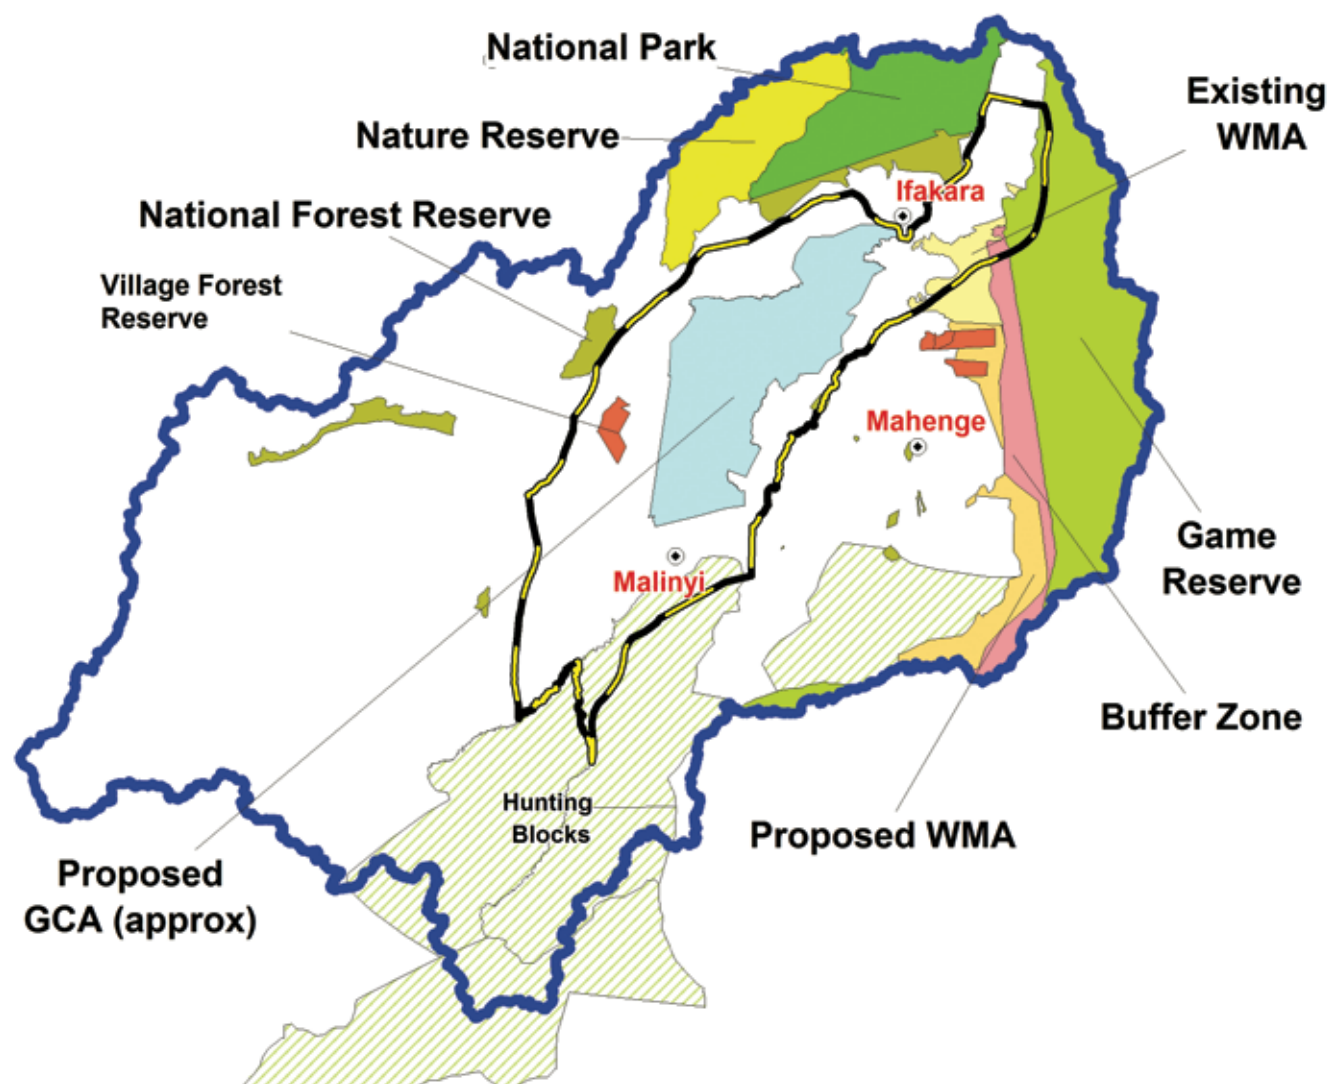 National Park
Existing
WMA
Nature Reserve
Ifakara
National Forest Reserve
Village Forest
Reserve
Mahenge
Game
Reserve
Malinyi
Buffer Zone
Hunting
Blocks
Proposed WMA
Proposed
GCA (approx)